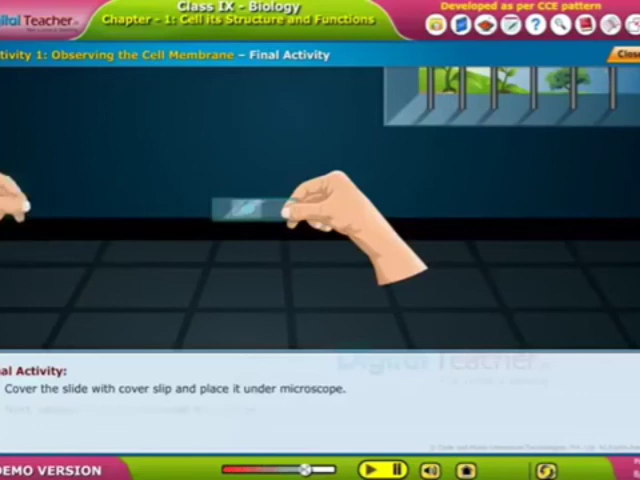 Digital Teacher
Class IX - Biology
Chapter - 1: Cell its Structure and Functions
Developed as per CCE pattern
tivity 1: Observing the Cell Membrane – Final Activity
Close
Digital Teacher
al Activity:
Cover the slide with cover slip and place it under microscope.
DEMO VERSION